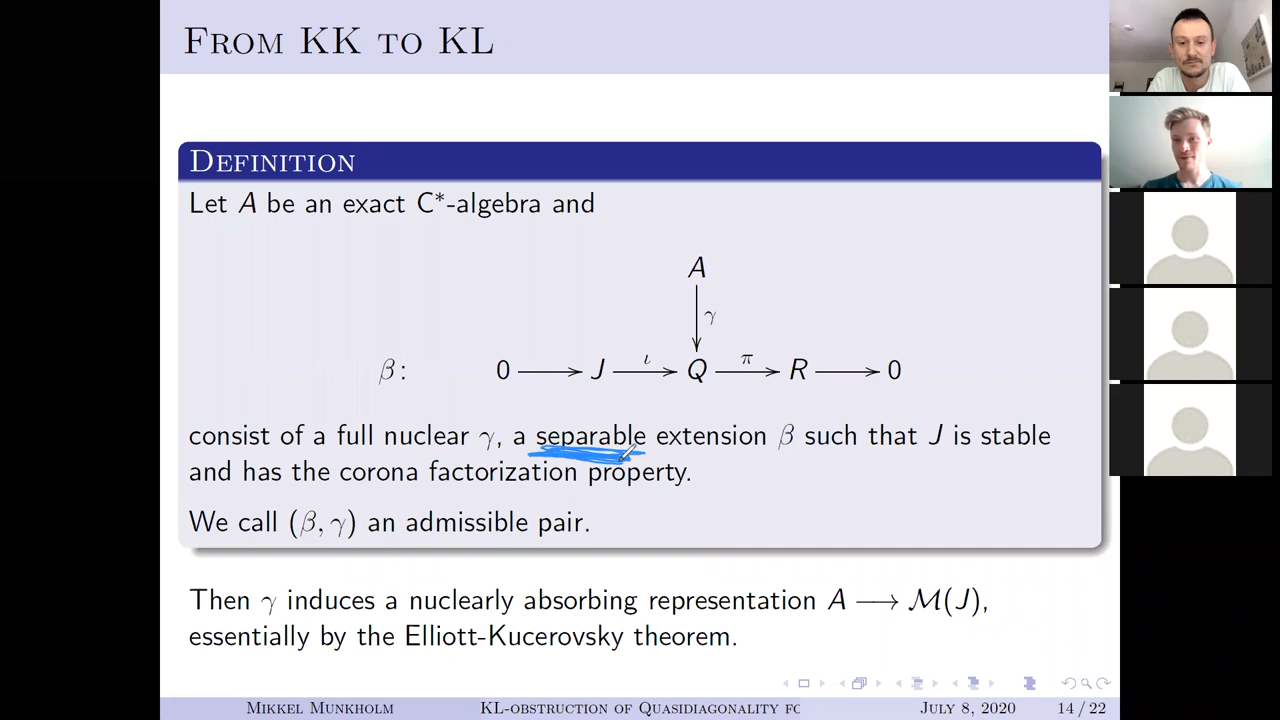 From KK to KL
Definition
Let A be an exact C*-algebra and
A
γ
β: 0 ⟶ J ⟶ι Q ⟶π R ⟶ 0
consist of a full nuclear γ, a separable extension β such that J is stable
and has the corona factorization property.
We call (β, γ) an admissible pair.
Then γ induces a nuclearly absorbing representation A ⟶ ℳ(J),
essentially by the Elliott-Kucerovsky theorem.
Mikkel Munkholm KL-obstruction of Quasidiagonality fo July 8, 2020 14 / 22